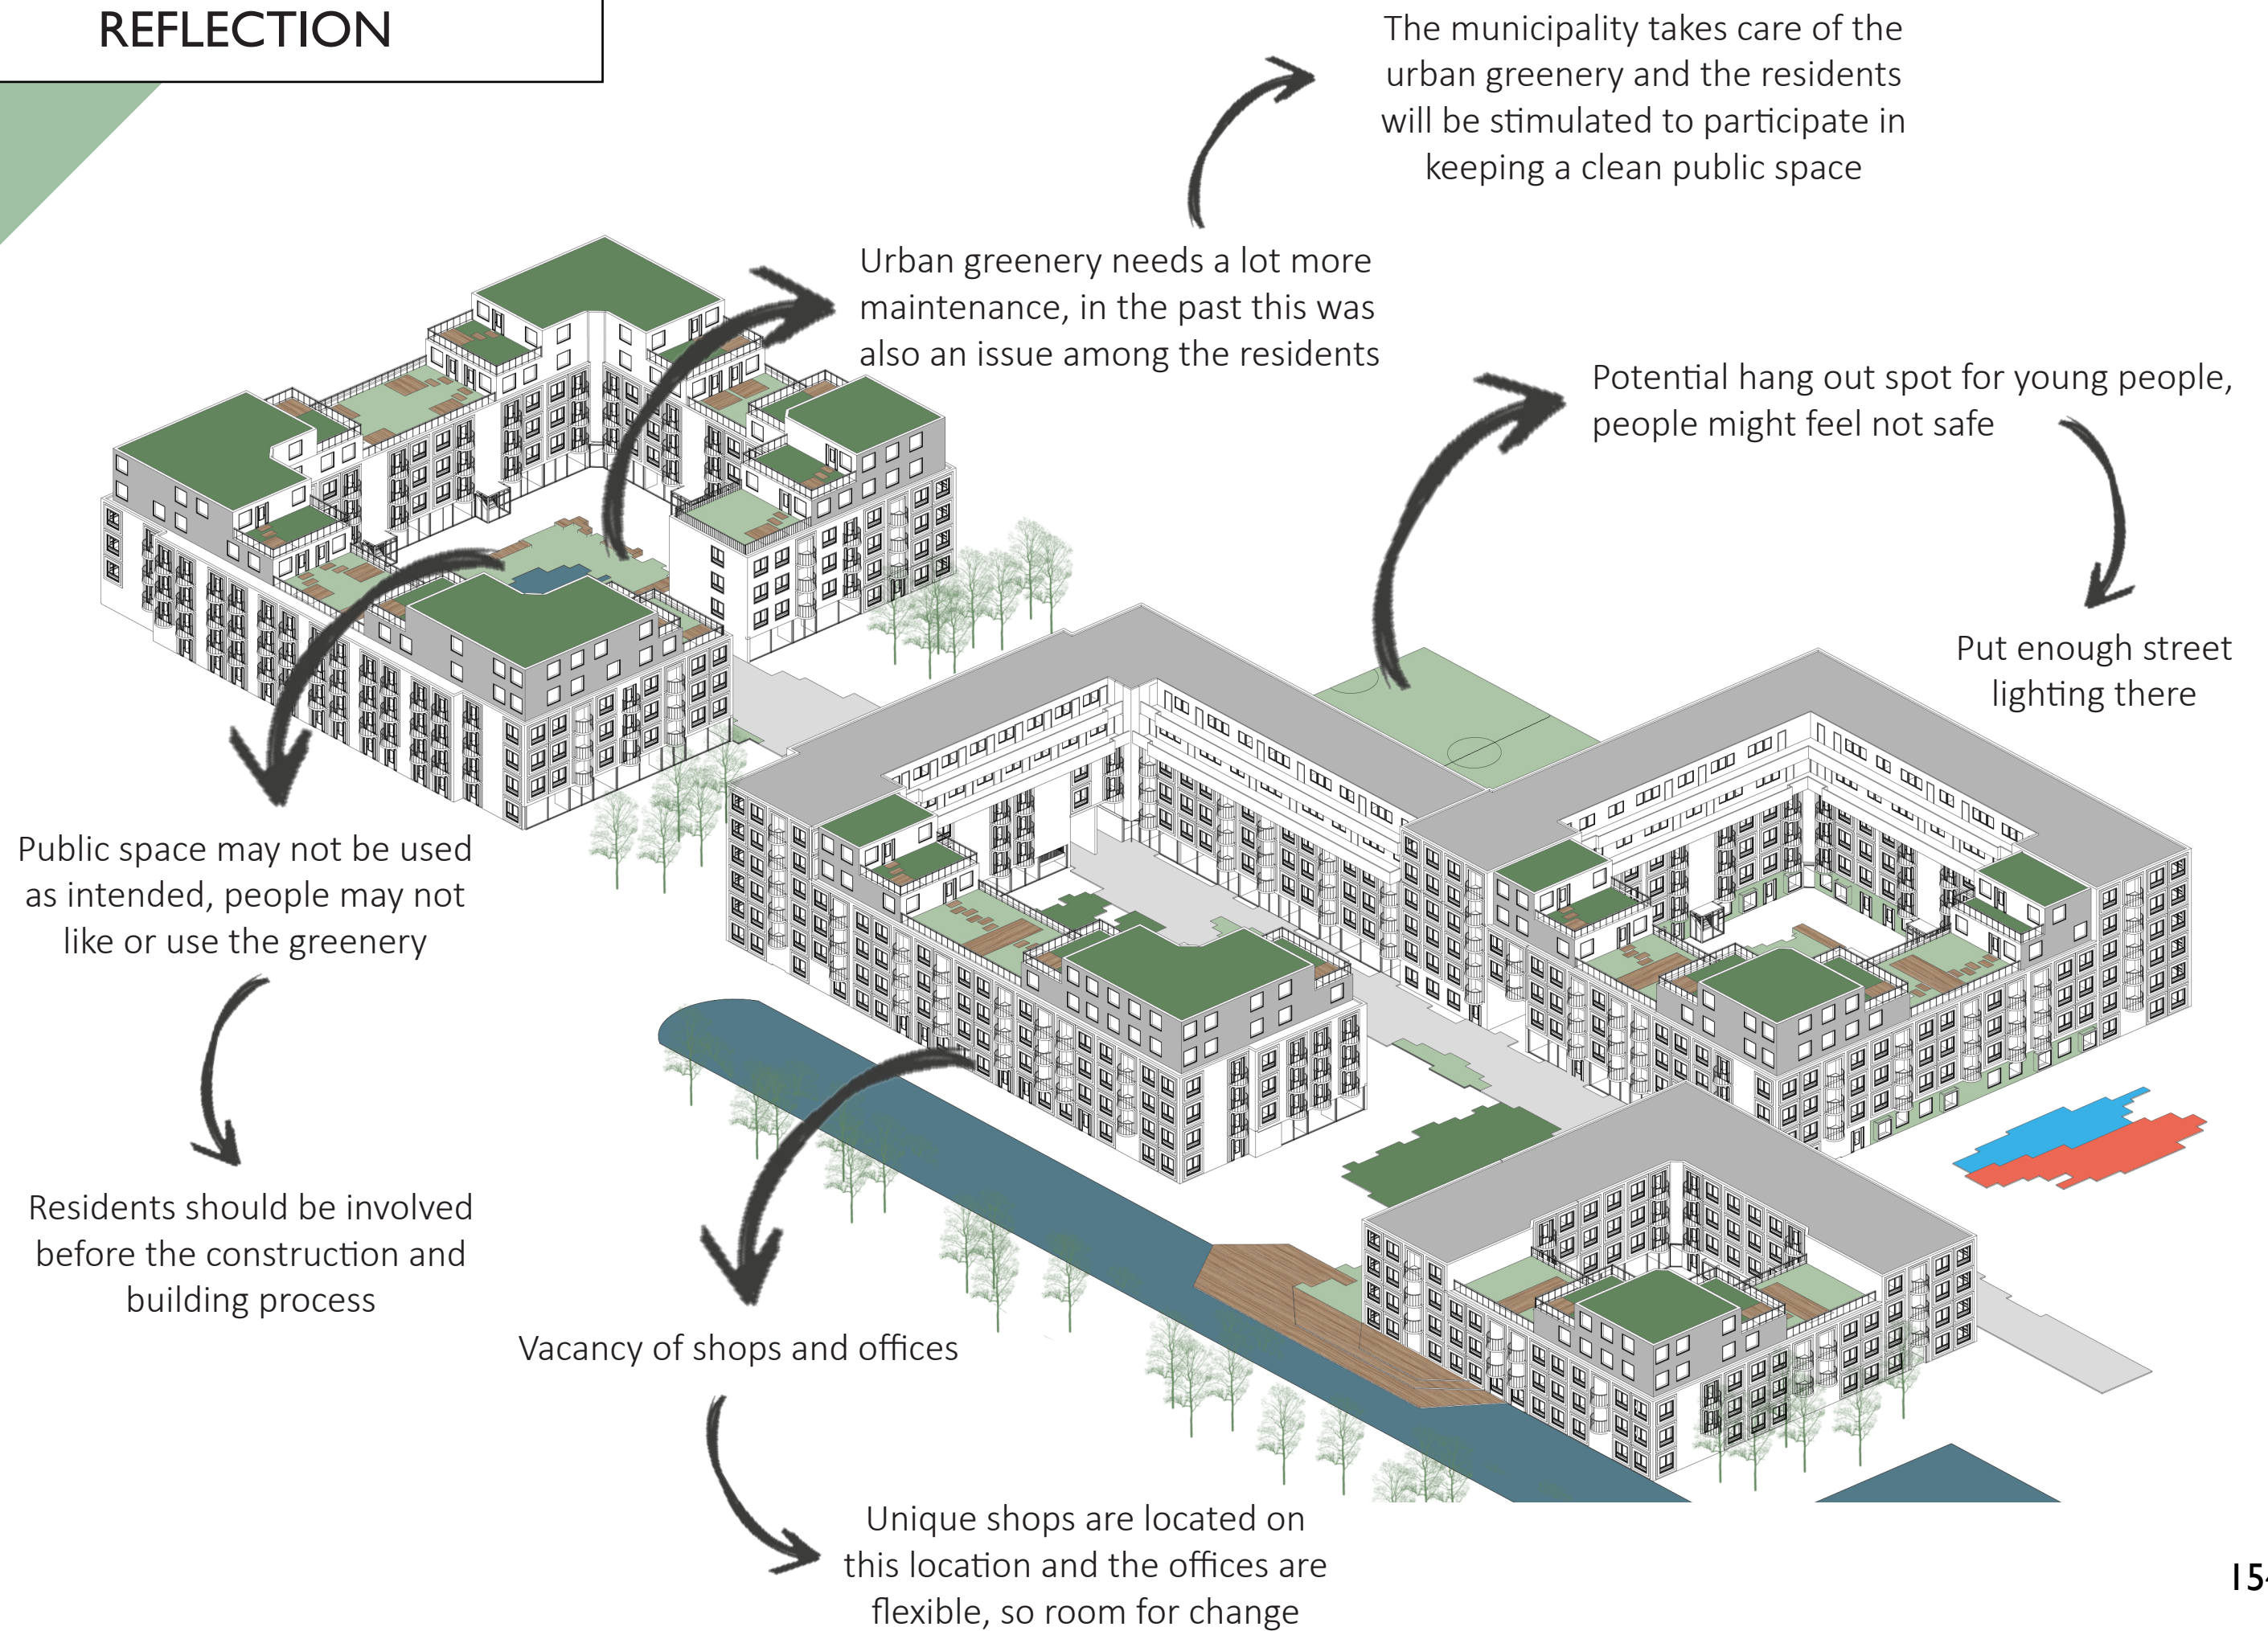 REFLECTION
The municipality takes care of the
urban greenery and the residents
will be stimulated to participate in
keeping a clean public space
Urban greenery needs a lot more
maintenance, in the past this was
also an issue among the residents
Potential hang out spot for young people,
people might feel not safe
Put enough street
lighting there
Public space may not be used
as intended, people may not
like or use the greenery
Residents should be involved
before the construction and
building process
Vacancy of shops and offices
Unique shops are located on
this location and the offices are
flexible, so room for change